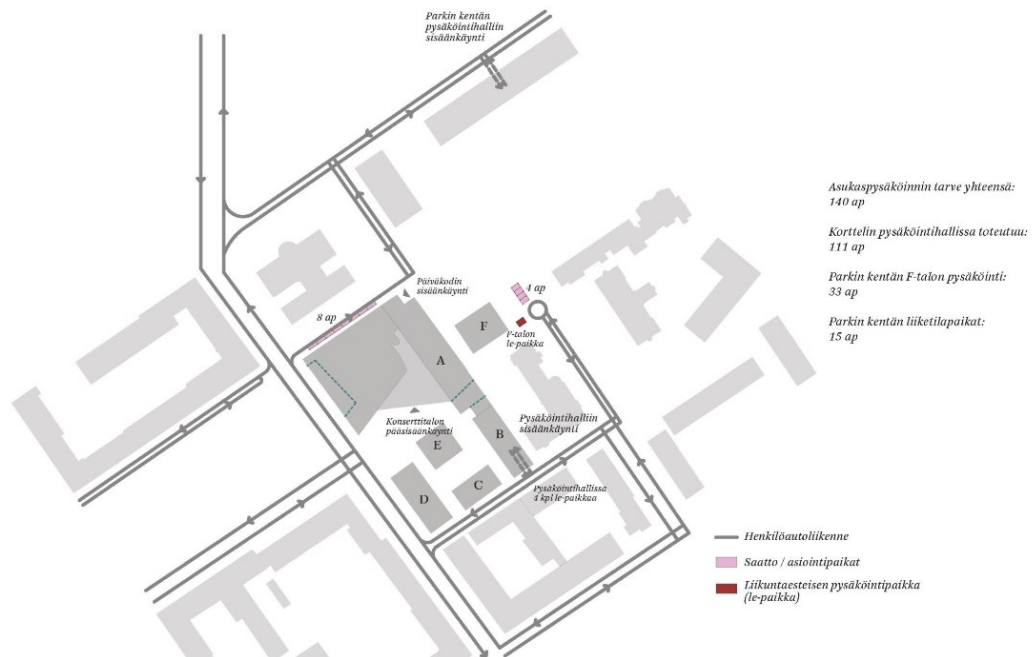 Parkin kentän
pysäköintihalliin
sisäänkäynti
Asukaspysäköinnin tarve yhteensä:
140 ap
Korttelin pysäköintihallissa toteutuu:
111 ap
Parkin kentän F-talon pysäköinti:
33 ap
Parkin kentän liiketilapaikat:
15 ap
Päiväkodin
sisäänkäynti
4 ap
8 ap
F
F-talon
le-paikka
A
Konserttitalon
pääsisäänkäynti
Pysäköintihalliin
sisäänkäynti
B
E
C
D
Pysäköintihallissa
4 kpl le-paikkaa
Henkilöautoliikenne
Saatto / asiointipaikat
Liikuntaesteisen pysäköintipaikka
(le-paikka)